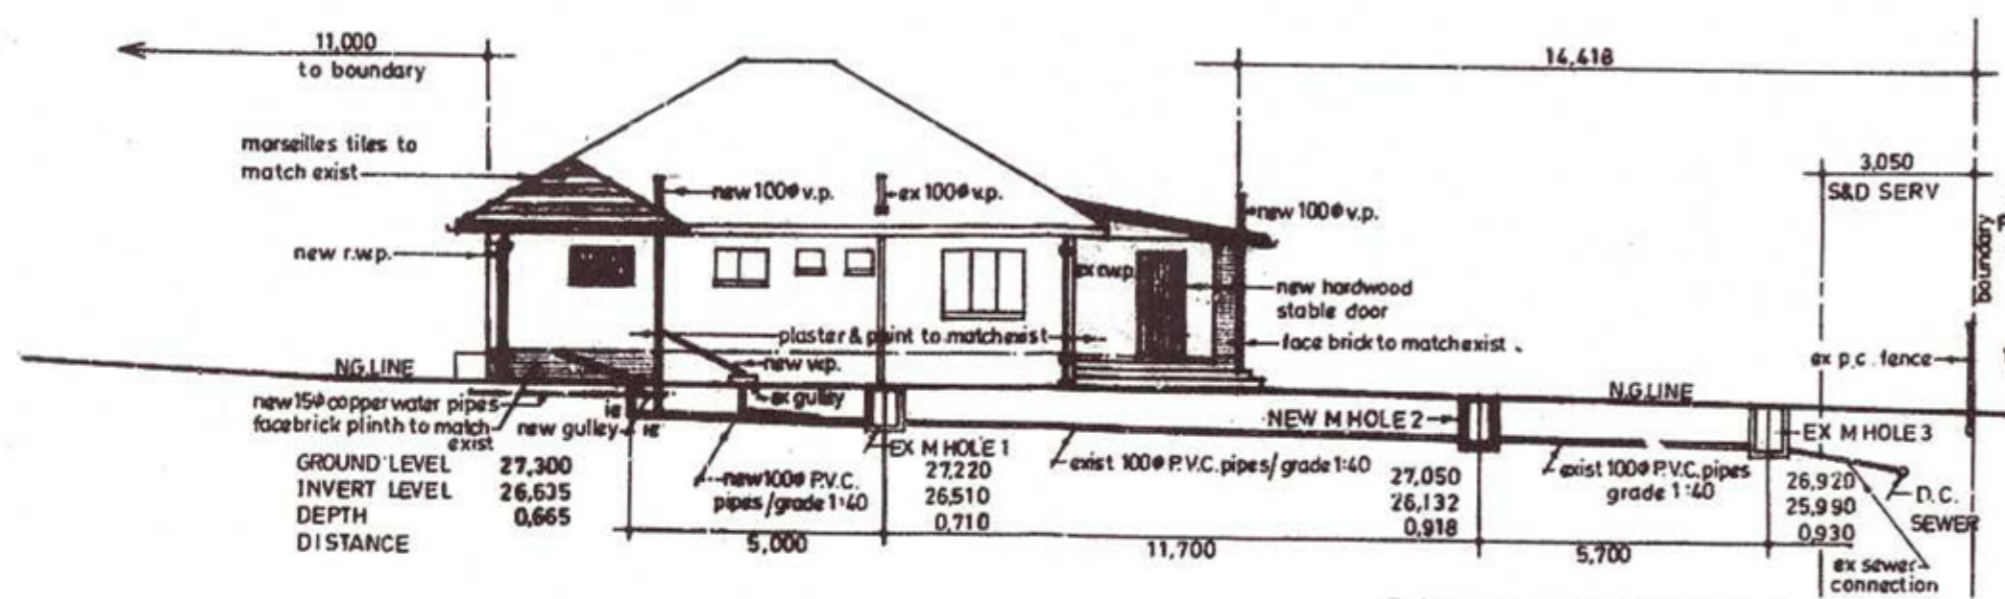 11,000
to boundary
14,418
marseilles tiles to
match exist
new 100ø v.p.
ex 100ø v.p.
new 100ø v.p.
3,050
S&D SERV
boundary
new r.w.p.
ex r.w.p.
new hardwood
stable door
plaster & paint to match exist
face brick to match exist
new w.p.
ex p.c. fence
N.G.LINE
N.G.LINE
new 15ø copper water pipes
ex gulley
facebrick plinth to match
exist
new gulley
ie
ie
NEW M HOLE 2
EX M HOLE 3
EX M HOLE 1
exist 100ø P.V.C. pipes/ grade 1:40
exist 100ø P.V.C. pipes
grade 1:40
new 100ø P.V.C.
pipes/grade 1:40
D.C.
SEWER
GROUND LEVEL 27,300 27,220 27,050 26,920
INVERT LEVEL 26,635 26,510 26,132 25,990
DEPTH 0,665 0,710 0,918 0,930
DISTANCE 5,000 11,700 5,700
ex sewer
connection